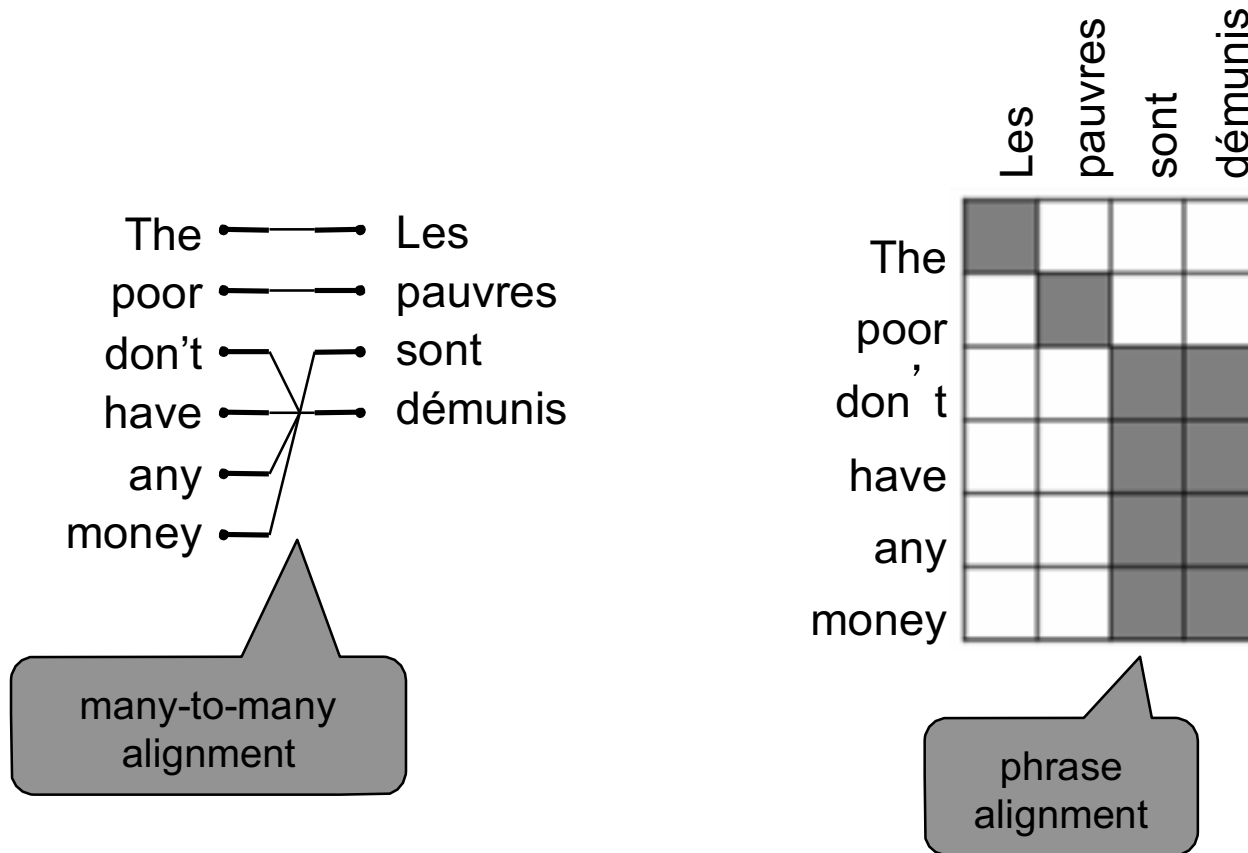 The Les
poor pauvres
don't sont
have démunis
any
money
many-to-many
alignment
Les pauvres sont démunis
The
poor
don’t
have
any
money
phrase
alignment